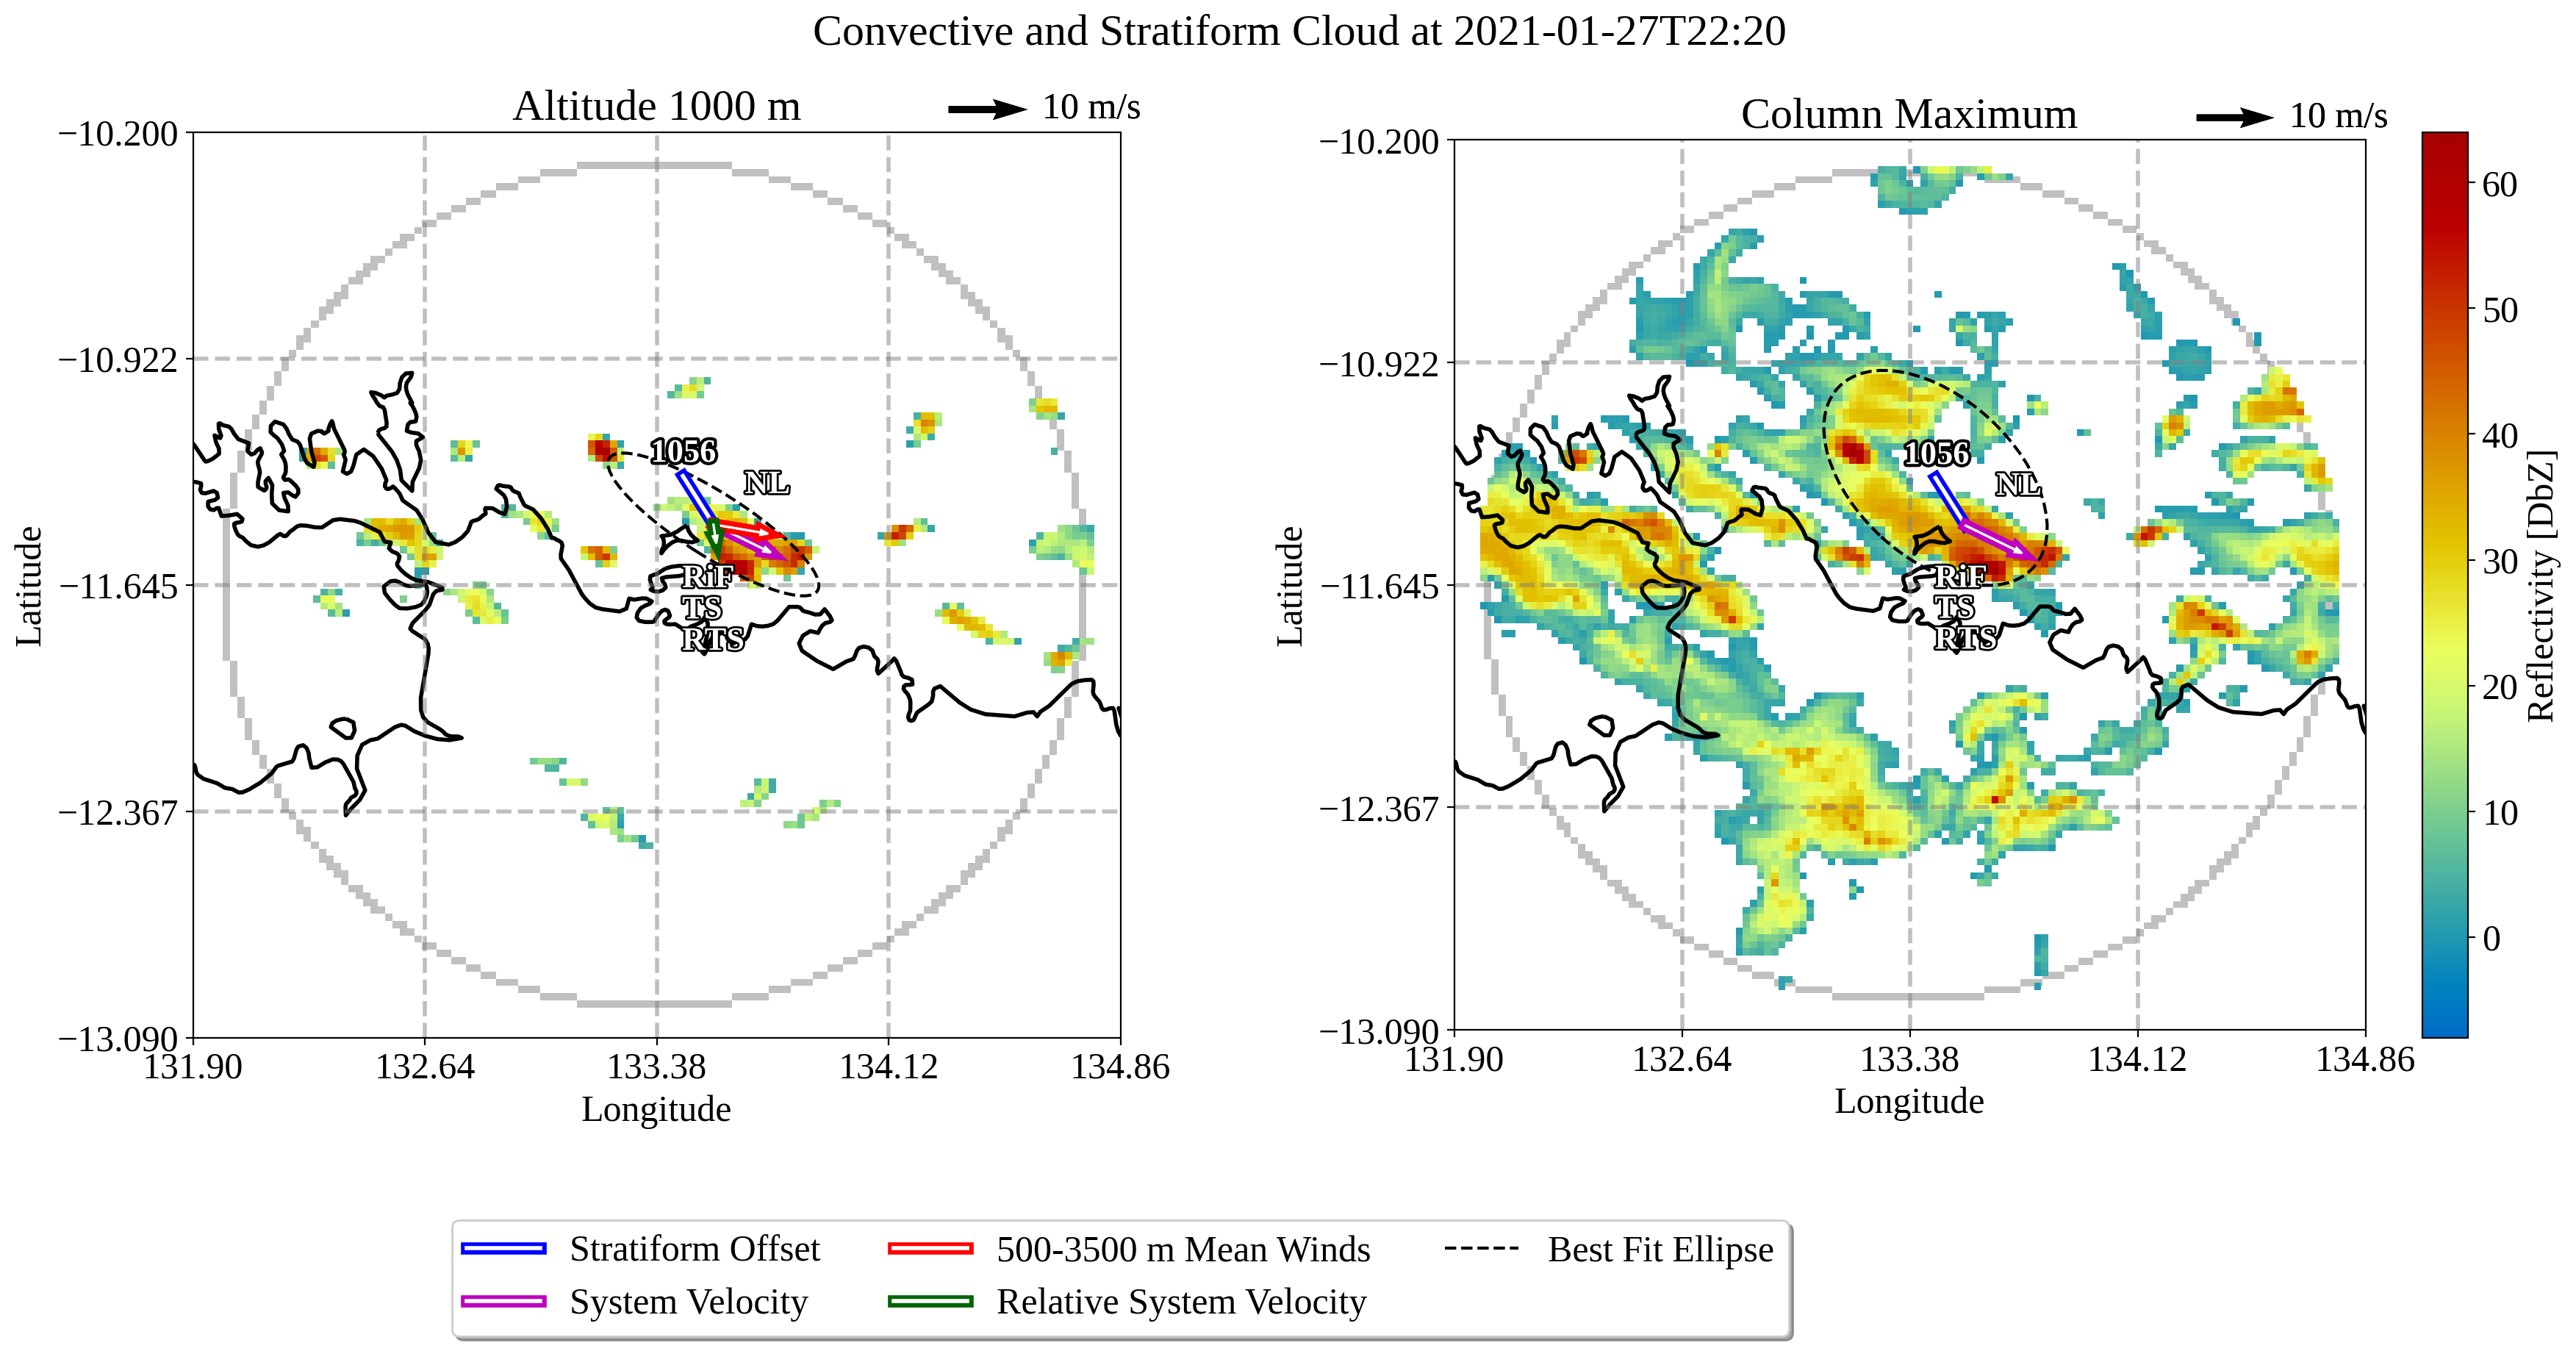 Convective and Stratiform Cloud at 2021-01-27T22:20
Altitude 1000 m
10 m/s
−10.200
−10.922
−11.645
−12.367
−13.090
Latitude
131.90
132.64
133.38
134.12
134.86
Longitude
1056
NL
RiF
TS
RTS
Column Maximum
10 m/s
−10.200
−10.922
−11.645
−12.367
−13.090
Latitude
131.90
132.64
133.38
134.12
134.86
Longitude
1056
NL
RiF
TS
RTS
60
50
40
30
20
10
0
Reflectivity [DbZ]
Stratiform Offset
500-3500 m Mean Winds
Best Fit Ellipse
System Velocity
Relative System Velocity